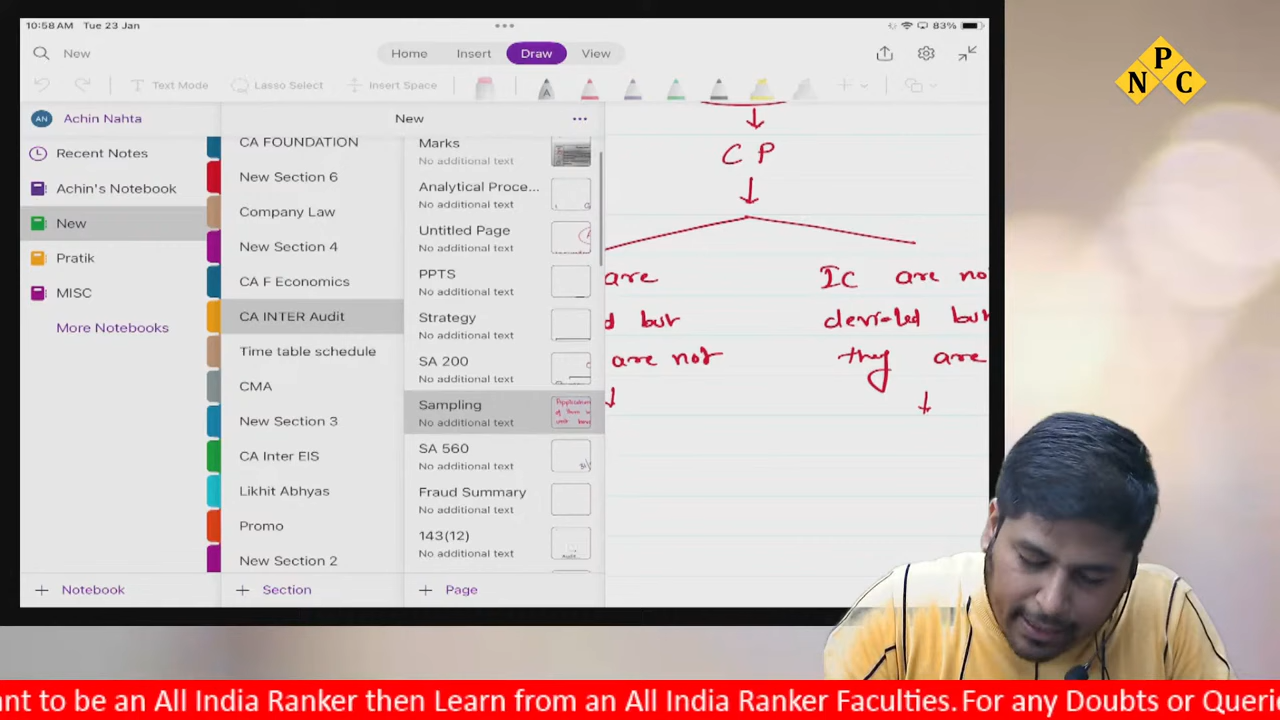 10:58 AM Tue 23 Jan
83%
New
Home
Insert
Draw
View
Text Mode
Lasso Select
Insert Space
A
AN
Achin Nahta
Recent Notes
Achin's Notebook
New
Pratik
MISC
More Notebooks
Notebook
New
CA FOUNDATION
New Section 6
Company Law
New Section 4
CA F Economics
CA INTER Audit
Time table schedule
CMA
New Section 3
CA Inter EIS
Likhit Abhyas
Promo
New Section 2
Section
Marks
No additional text
Analytical Proce...
No additional text
Untitled Page
No additional text
PPTS
No additional text
Strategy
No additional text
SA 200
No additional text
Sampling
No additional text
SA 560
No additional text
Fraud Summary
No additional text
143(12)
No additional text
Page
CP
are
d but
are not
IC are no
deviated but
they are
N P C
ant to be an All India Ranker then Learn from an All India Ranker Faculties. For any Doubts or Querie